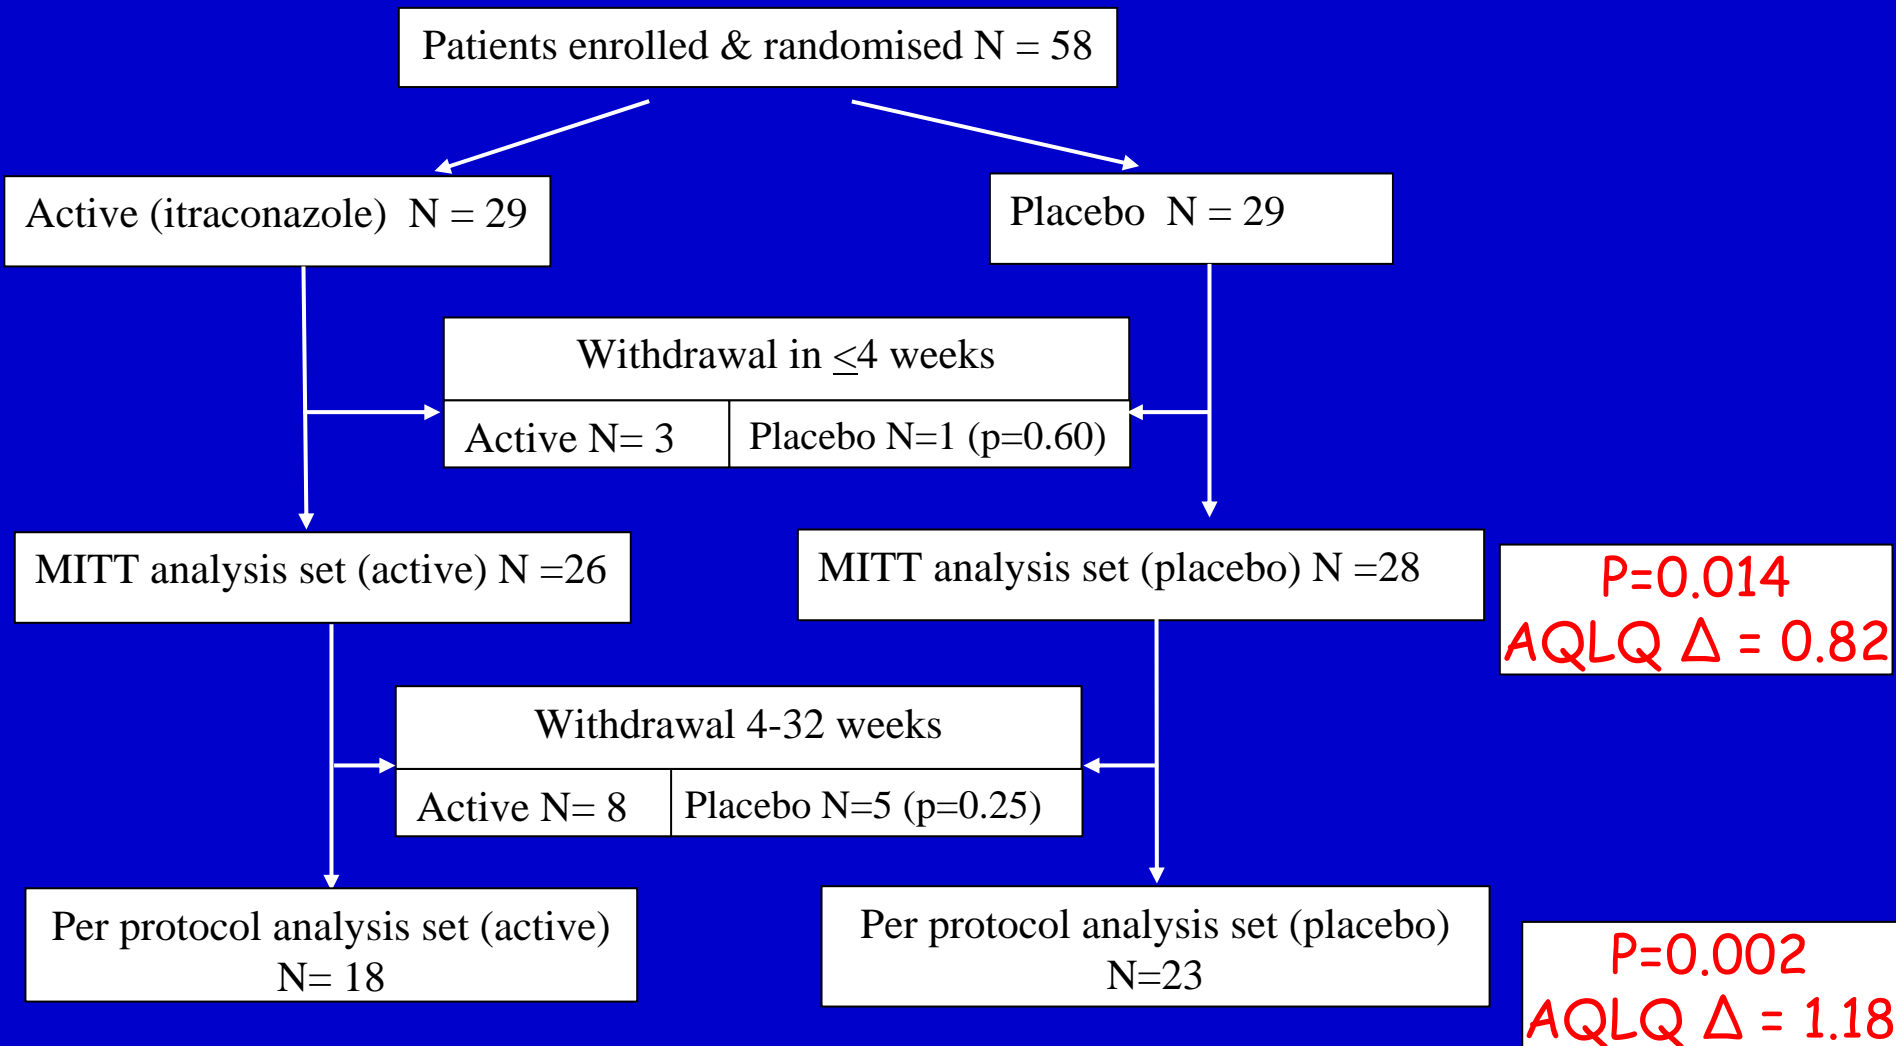 Patients enrolled & randomised N = 58
Active (itraconazole) N = 29
Placebo N = 29
Withdrawal in ≤4 weeks
Active N= 3
Placebo N=1 (p=0.60)
MITT analysis set (active) N =26
MITT analysis set (placebo) N =28
P=0.014
AQLQ Δ = 0.82
Withdrawal 4-32 weeks
Active N= 8
Placebo N=5 (p=0.25)
Per protocol analysis set (active)
N= 18
Per protocol analysis set (placebo)
N=23
P=0.002
AQLQ Δ = 1.18